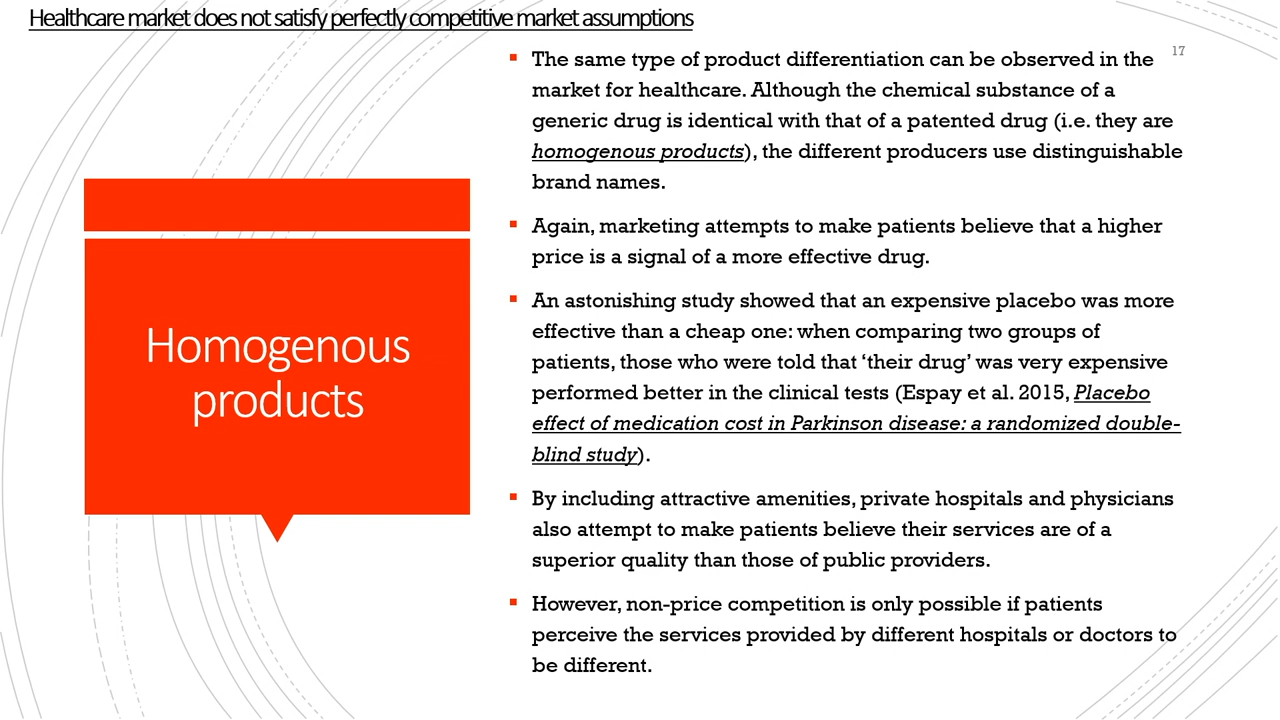 Healthcare market does not satisfy perfectly competitive market assumptions
17
Homogenous
products
▪ The same type of product differentiation can be observed in the
market for healthcare. Although the chemical substance of a
generic drug is identical with that of a patented drug (i.e. they are
homogenous products), the different producers use distinguishable
brand names.
▪ Again, marketing attempts to make patients believe that a higher
price is a signal of a more effective drug.
▪ An astonishing study showed that an expensive placebo was more
effective than a cheap one: when comparing two groups of
patients, those who were told that ‘their drug’ was very expensive
performed better in the clinical tests (Espay et al. 2015, Placebo
effect of medication cost in Parkinson disease: a randomized double-
blind study).
▪ By including attractive amenities, private hospitals and physicians
also attempt to make patients believe their services are of a
superior quality than those of public providers.
▪ However, non-price competition is only possible if patients
perceive the services provided by different hospitals or doctors to
be different.